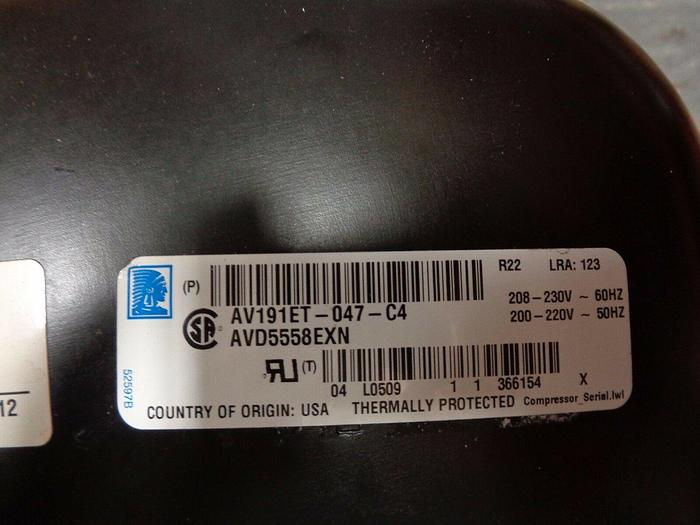 (P)
R22 LRA: 123
208-230V ~ 60HZ
200-220V ~ 50HZ
AV191ET-047-C4
AVD5558EXN
SA
(T)
04 L0509 1 1 366154 X
COUNTRY OF ORIGIN: USA THERMALLY PROTECTED Compressor_Serial.lwl
52597B
12